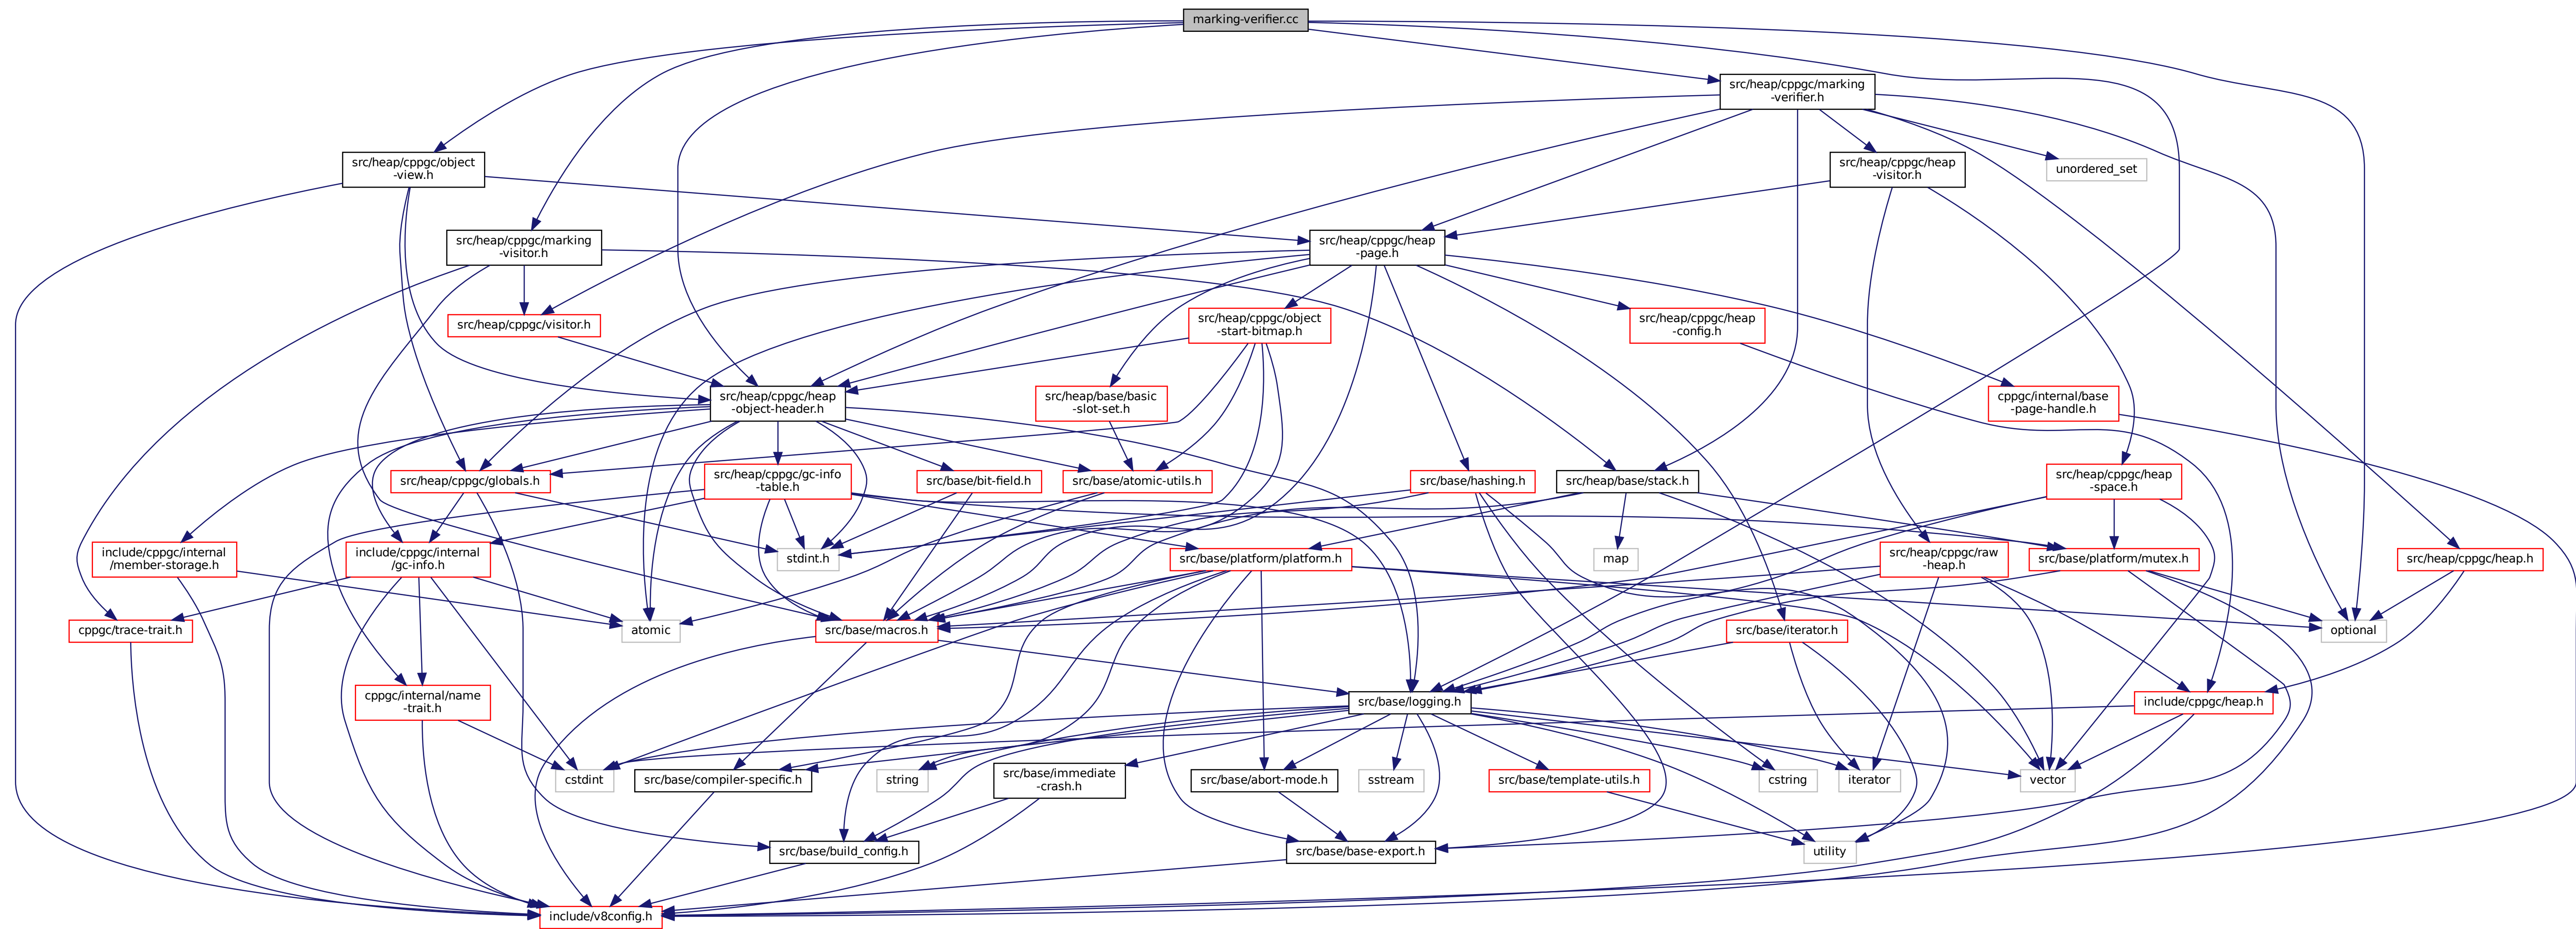 marking-verifier.cc
src/heap/cppgc/marking
-verifier.h
src/heap/cppgc/object
-view.h
src/heap/cppgc/heap
-visitor.h
unordered_set
src/heap/cppgc/marking
-visitor.h
src/heap/cppgc/heap
-page.h
src/heap/cppgc/visitor.h
src/heap/cppgc/object
-start-bitmap.h
src/heap/cppgc/heap
-config.h
src/heap/cppgc/heap
-object-header.h
src/heap/base/basic
-slot-set.h
cppgc/internal/base
-page-handle.h
src/heap/cppgc/globals.h
src/heap/cppgc/gc-info
-table.h
src/base/bit-field.h
src/base/atomic-utils.h
src/base/hashing.h
src/heap/base/stack.h
src/heap/cppgc/heap
-space.h
include/cppgc/internal
/member-storage.h
include/cppgc/internal
/gc-info.h
stdint.h
src/base/platform/platform.h
map
src/heap/cppgc/raw
-heap.h
src/base/platform/mutex.h
src/heap/cppgc/heap.h
cppgc/trace-trait.h
atomic
src/base/macros.h
src/base/iterator.h
optional
cppgc/internal/name
-trait.h
src/base/logging.h
include/cppgc/heap.h
cstdint
src/base/compiler-specific.h
string
src/base/immediate
-crash.h
src/base/abort-mode.h
sstream
src/base/template-utils.h
cstring
iterator
vector
src/base/build_config.h
src/base/base-export.h
utility
include/v8config.h